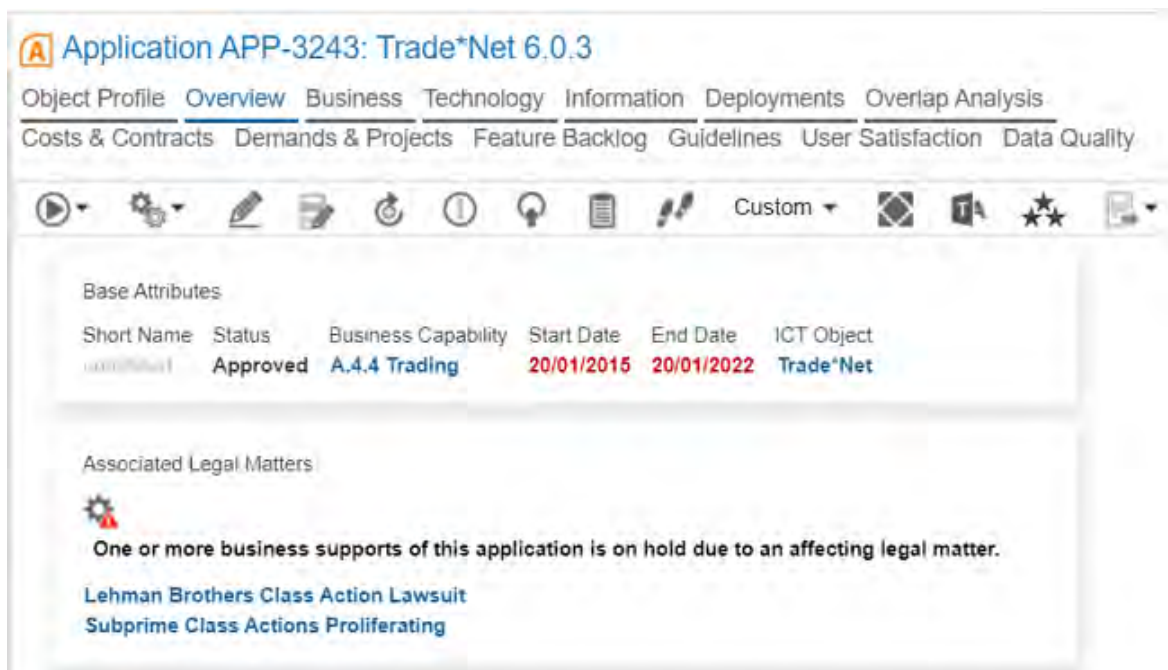 A Application APP-3243: Trade*Net 6.0.3
Object Profile Overview Business Technology Information Deployments Overlap Analysis
Costs & Contracts Demands & Projects Feature Backlog Guidelines User Satisfaction Data Quality
Custom
Base Attributes
Short Name Status Business Capability Start Date End Date ICT Object
Approved A.4.4 Trading 20/01/2015 20/01/2022 Trade*Net
Associated Legal Matters
One or more business supports of this application is on hold due to an affecting legal matter.
Lehman Brothers Class Action Lawsuit
Subprime Class Actions Proliferating